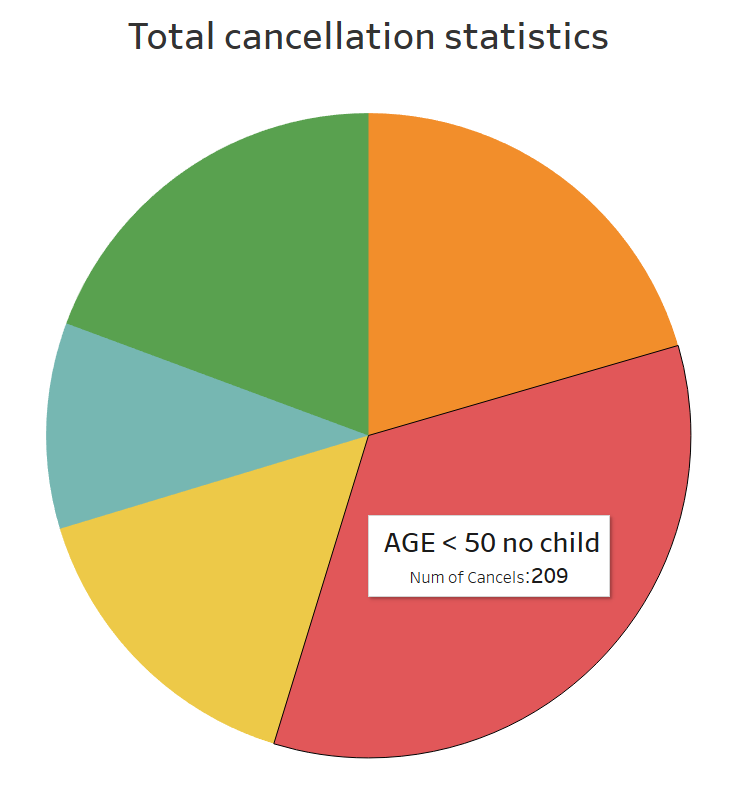 Total cancellation statistics
AGE < 50 no child
Num of Cancels:209